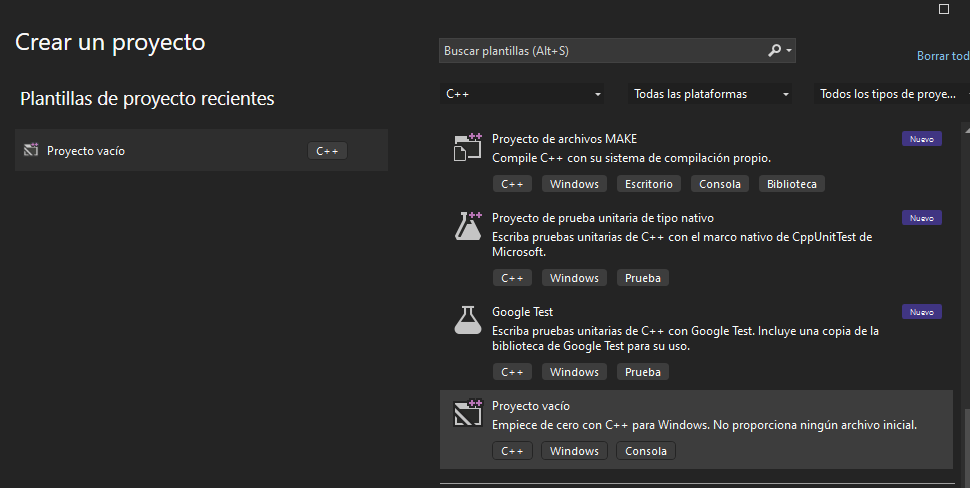 Crear un proyecto
Plantillas de proyecto recientes
Proyecto vacío
C++
Buscar plantillas (Alt+S)
Borrar tod
C++
Todas las plataformas
Todos los tipos de proye...
Proyecto de archivos MAKE
Nuevo
Compile C++ con su sistema de compilación propio.
C++ Windows Escritorio Consola Biblioteca
Proyecto de prueba unitaria de tipo nativo
Nuevo
Escriba pruebas unitarias de C++ con el marco nativo de CppUnitTest de
Microsoft.
C++ Windows Prueba
Google Test
Nuevo
Escriba pruebas unitarias de C++ con Google Test. Incluye una copia de la
biblioteca de Google Test para su uso.
C++ Windows Prueba
Proyecto vacío
Empiece de cero con C++ para Windows. No proporciona ningún archivo inicial.
C++ Windows Consola